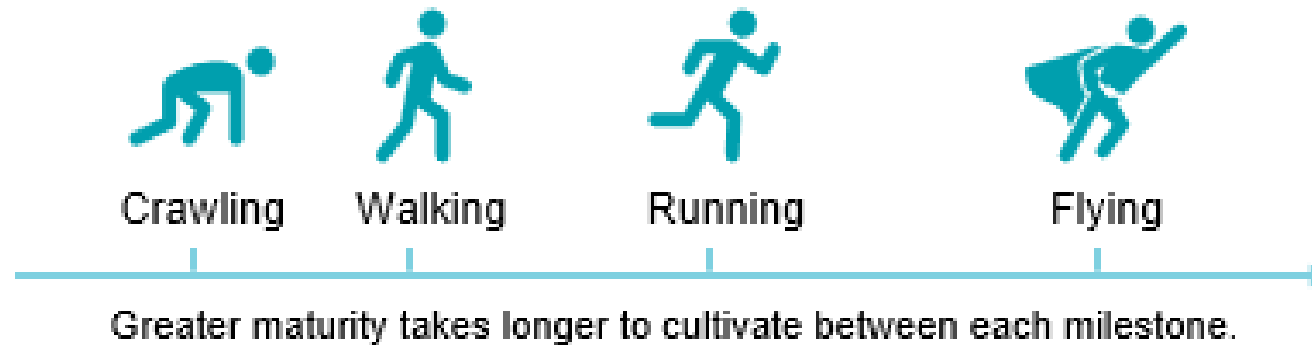 Crawling Walking Running Flying
Greater maturity takes longer to cultivate between each milestone.